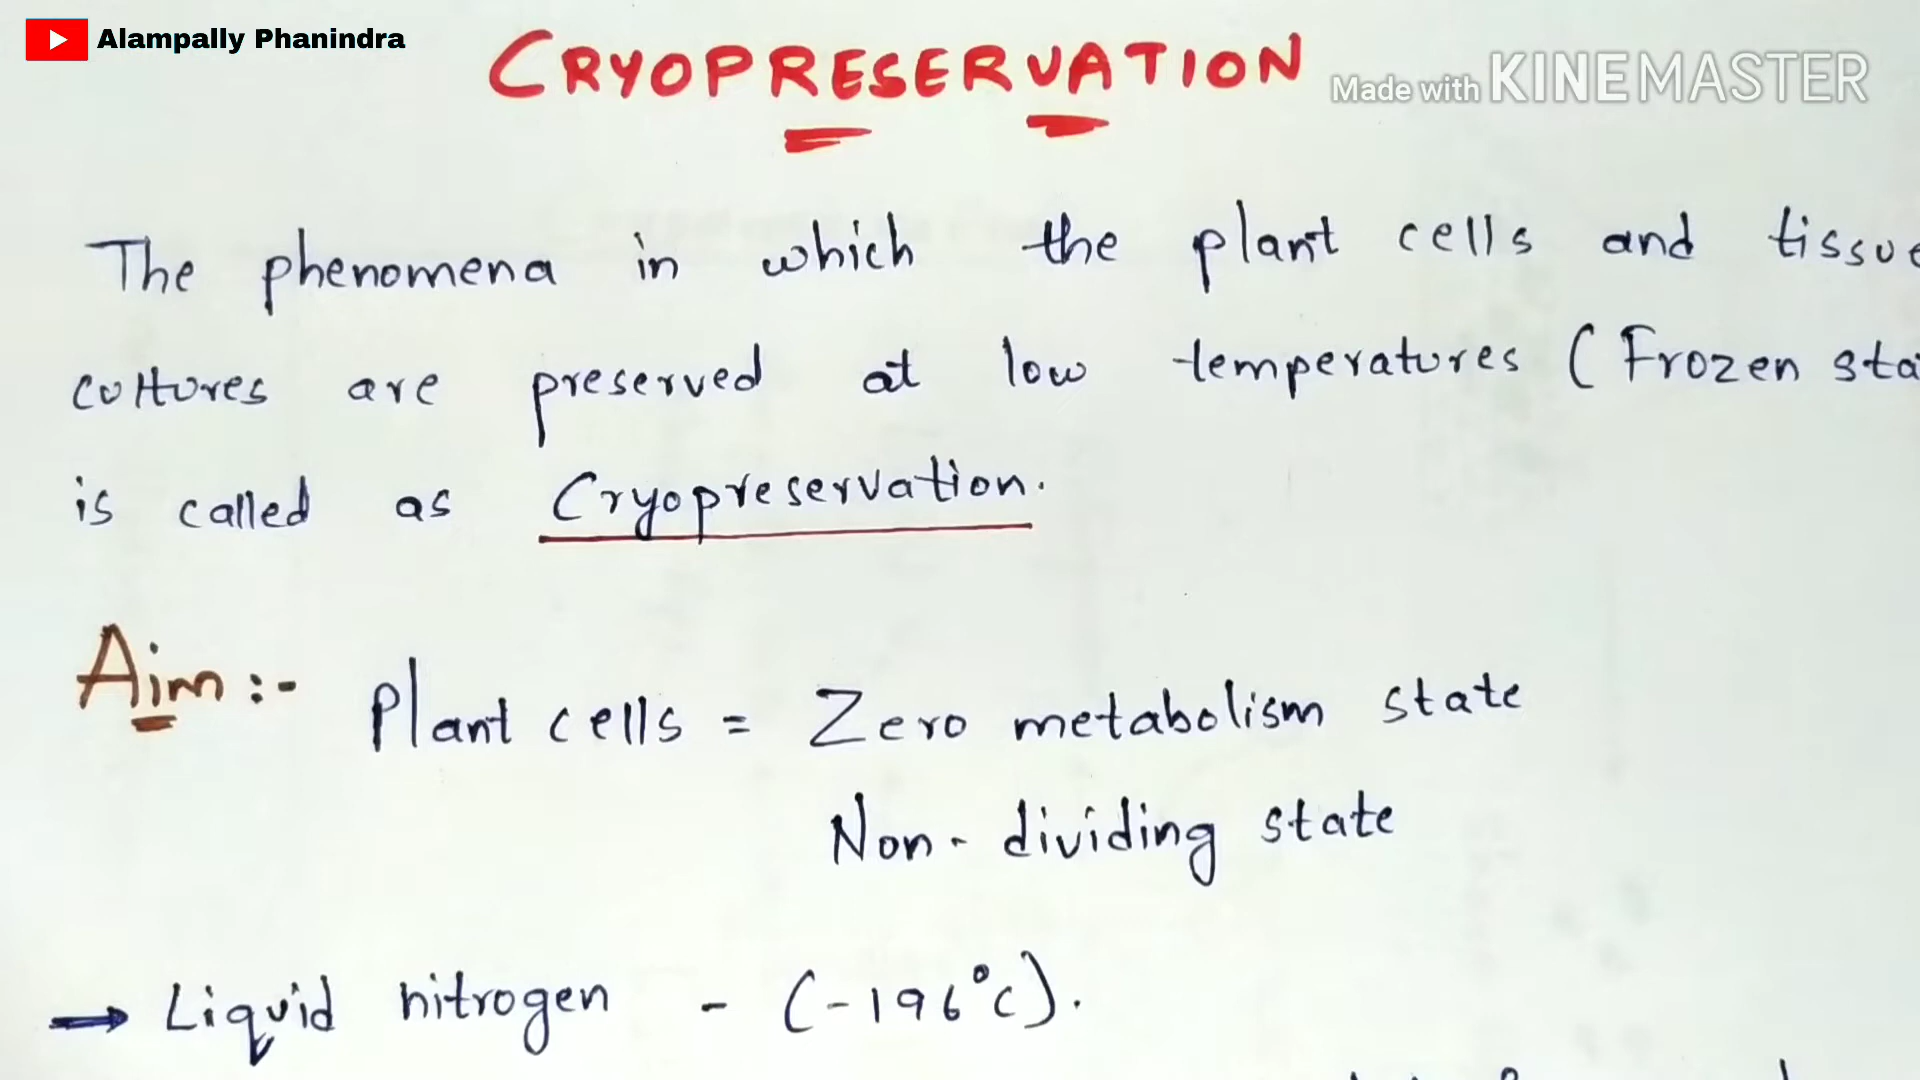 Alampally Phanindra
CRYOPRESERVATION
Made with KINEMASTER
The phenomena in which the plant cells and tissue
cultures are preserved at low temperatures (Frozen sta
is called as Cryopreservation.
Aim :- Plant cells = Zero metabolism state
Non-dividing state
→ Liquid nitrogen - (-196°C).